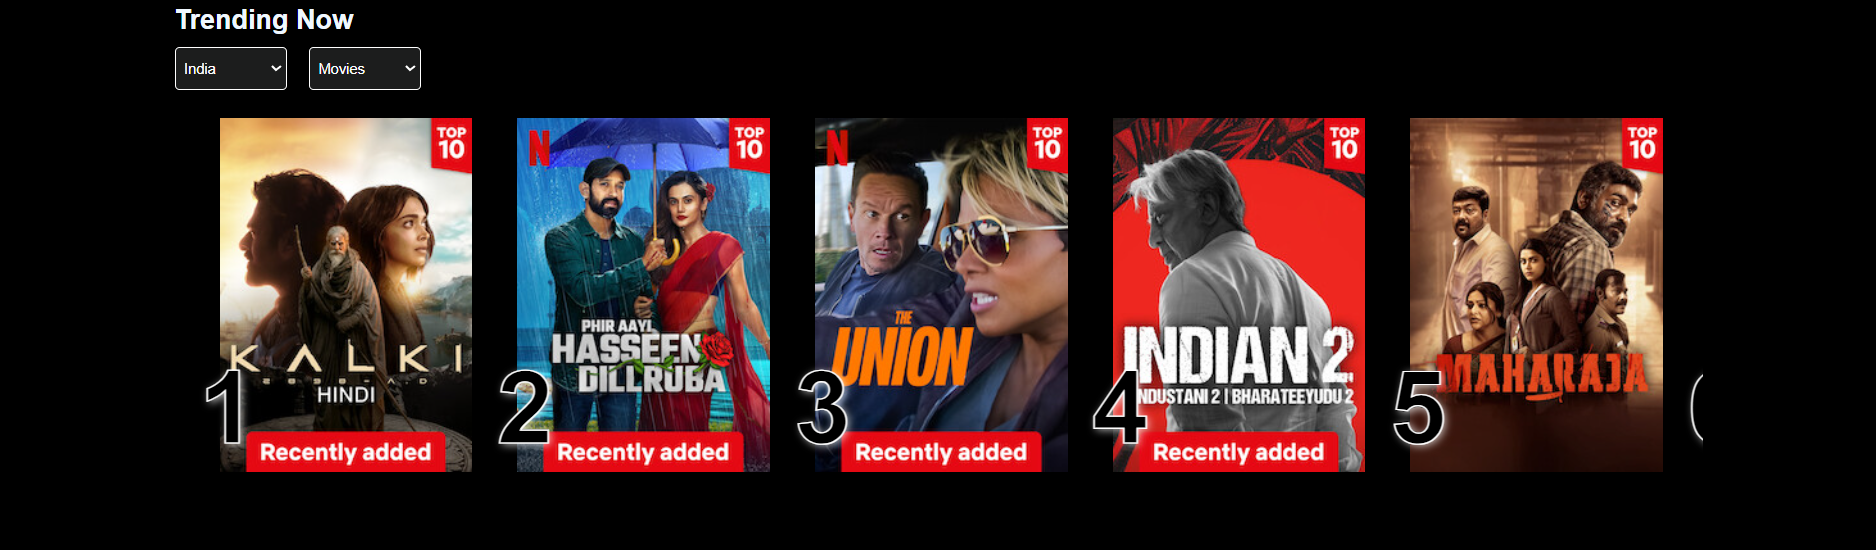 Trending Now
India
Movies
TOP
10
KALKI
2898-AD
HINDI
1
Recently added
N
TOP
10
PHIR AAYI
HASSEEN
DILLRUBA
2
Recently added
N
TOP
10
THE
UNION
3
Recently added
TOP
10
INDIAN 2
NDUSTANI 2 | BHARATEEYUDU 2
4
Recently added
TOP
10
MAHARAJA
5